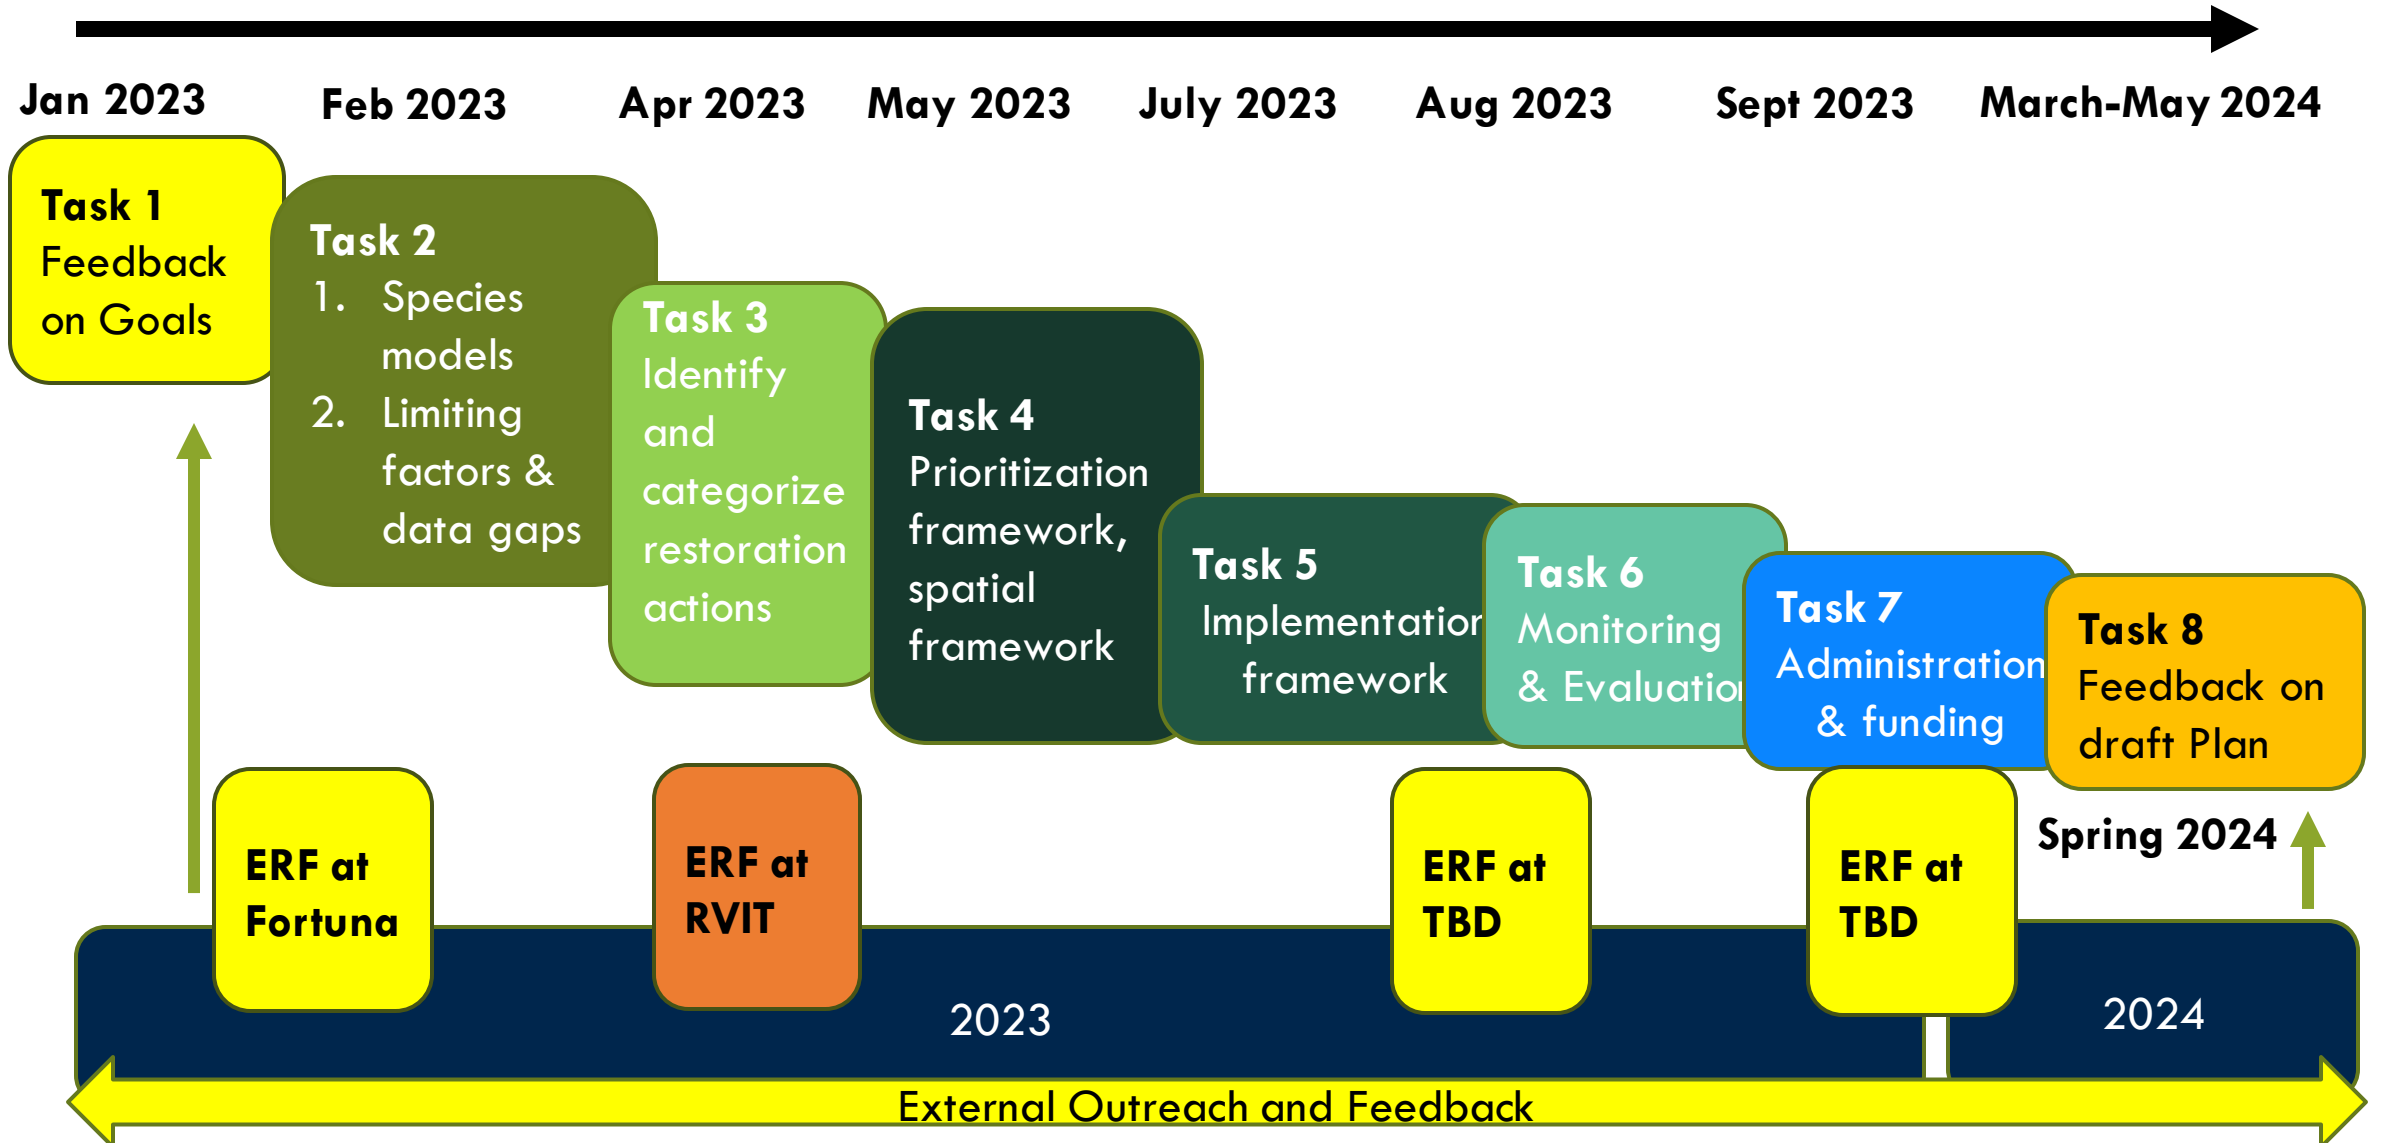 Jan 2023
Feb 2023
Apr 2023
May 2023
July 2023
Aug 2023
Sept 2023
March-May 2024
Task 1
Feedback
on Goals
Task 2
1. Species
models
2. Limiting
factors &
data gaps
Task 3
Identify
and
categorize
restoration
actions
Task 4
Prioritization
framework,
spatial
framework
Task 5
Implementation
framework
Task 6
Monitoring
& Evaluation
Task 7
Administration
& funding
Task 8
Feedback on
draft Plan
ERF at
Fortuna
ERF at
RVIT
ERF at
TBD
ERF at
TBD
Spring 2024
2023
2024
External Outreach and Feedback